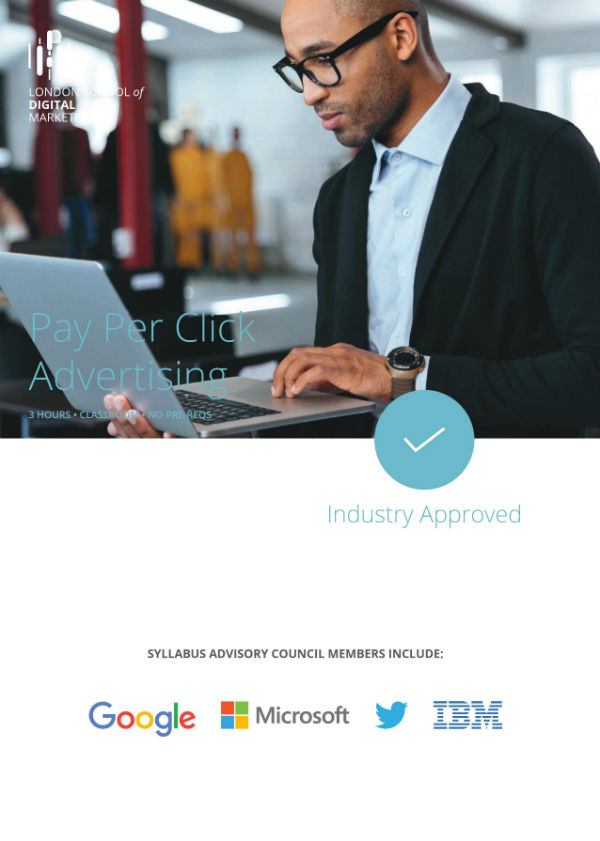 LONDON SCHOOL of
DIGITAL
MARKETING
Pay Per Click
Advertising
3 HOURS • CLASSROOM • NO PRE-REQS
Industry Approved
SYLLABUS ADVISORY COUNCIL MEMBERS INCLUDE:
Google Microsoft IBM